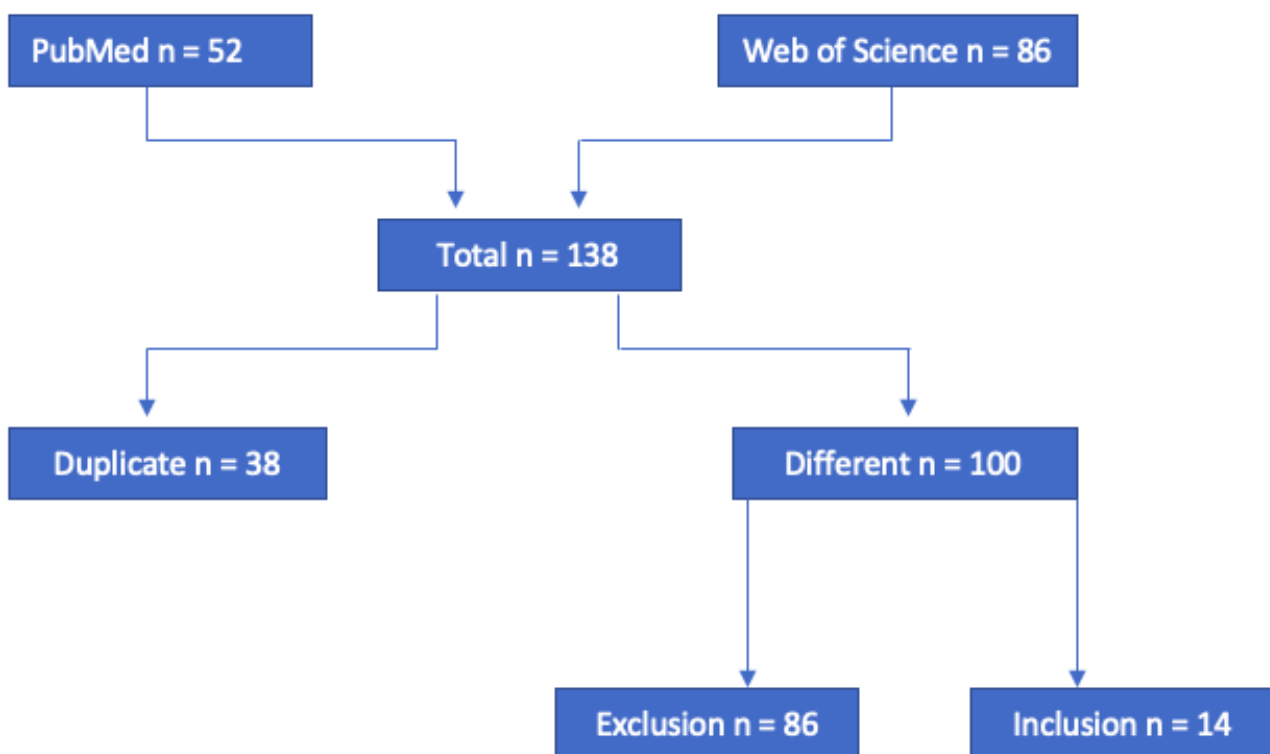 PubMed n = 52
Web of Science n = 86
Total n = 138
Duplicate n = 38
Different n = 100
Exclusion n = 86
Inclusion n = 14